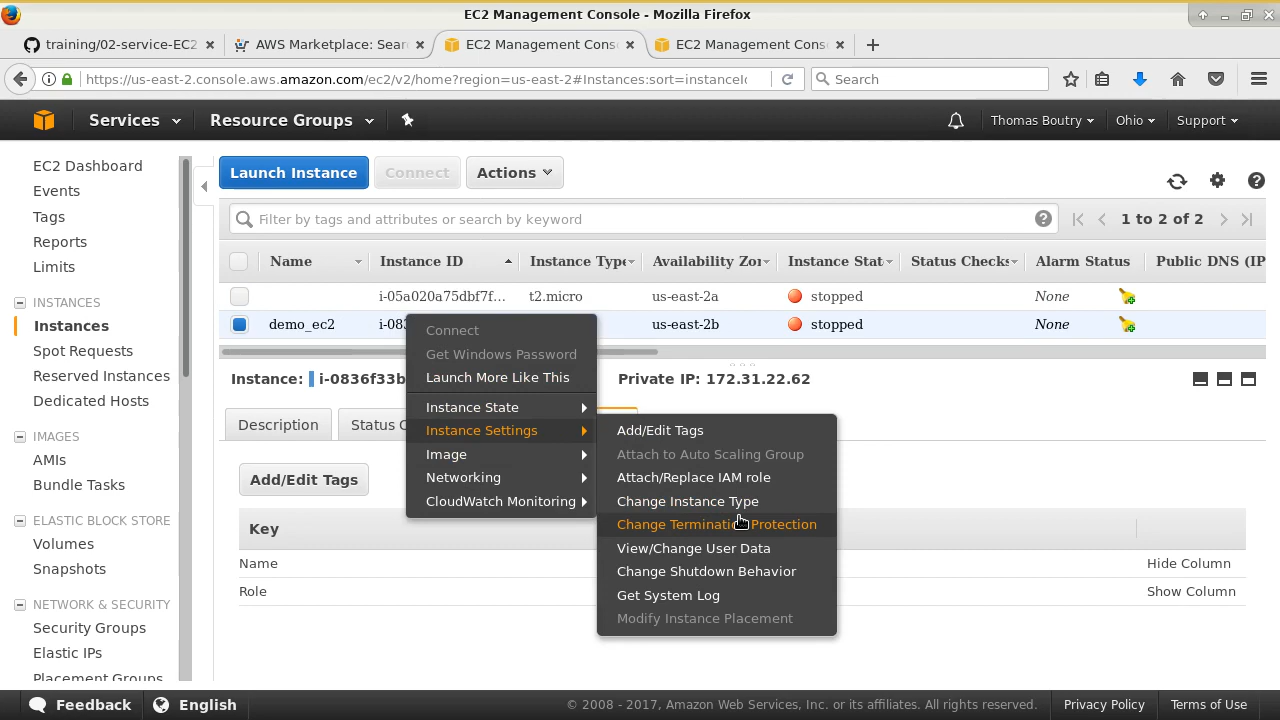 EC2 Management Console - Mozilla Firefox
training/02-service-EC2
AWS Marketplace: Sear
EC2 Management Cons
EC2 Management Cons
https://us-east-2.console.aws.amazon.com/ec2/v2/home?region=us-east-2#Instances:sort=instanceId
Search
Services
Resource Groups
Thomas Boutry
Ohio
Support
EC2 Dashboard
Events
Tags
Reports
Limits
INSTANCES
Instances
Spot Requests
Reserved Instances
Dedicated Hosts
IMAGES
AMIs
Bundle Tasks
ELASTIC BLOCK STORE
Volumes
Snapshots
NETWORK & SECURITY
Security Groups
Elastic IPs
Placement Groups
Launch Instance
Connect
Actions
Filter by tags and attributes or search by keyword
1 to 2 of 2
Name
Instance ID
Instance Type
Availability Zor
Instance Stat
Status Checks
Alarm Status
Public DNS (IP
i-05a020a75dbf7f...
t2.micro
us-east-2a
stopped
None
demo_ec2
i-083
us-east-2b
stopped
None
Instance:
i-0836f33b
Private IP: 172.31.22.62
Description
Status C
Add/Edit Tags
Key
Name
Hide Column
Role
Show Column
Connect
Get Windows Password
Launch More Like This
Instance State
Instance Settings
Image
Networking
CloudWatch Monitoring
Add/Edit Tags
Attach to Auto Scaling Group
Attach/Replace IAM role
Change Instance Type
Change Termination Protection
View/Change User Data
Change Shutdown Behavior
Get System Log
Modify Instance Placement
Feedback
English
© 2008 - 2017, Amazon Web Services, Inc. or its affiliates. All rights reserved.
Privacy Policy
Terms of Use